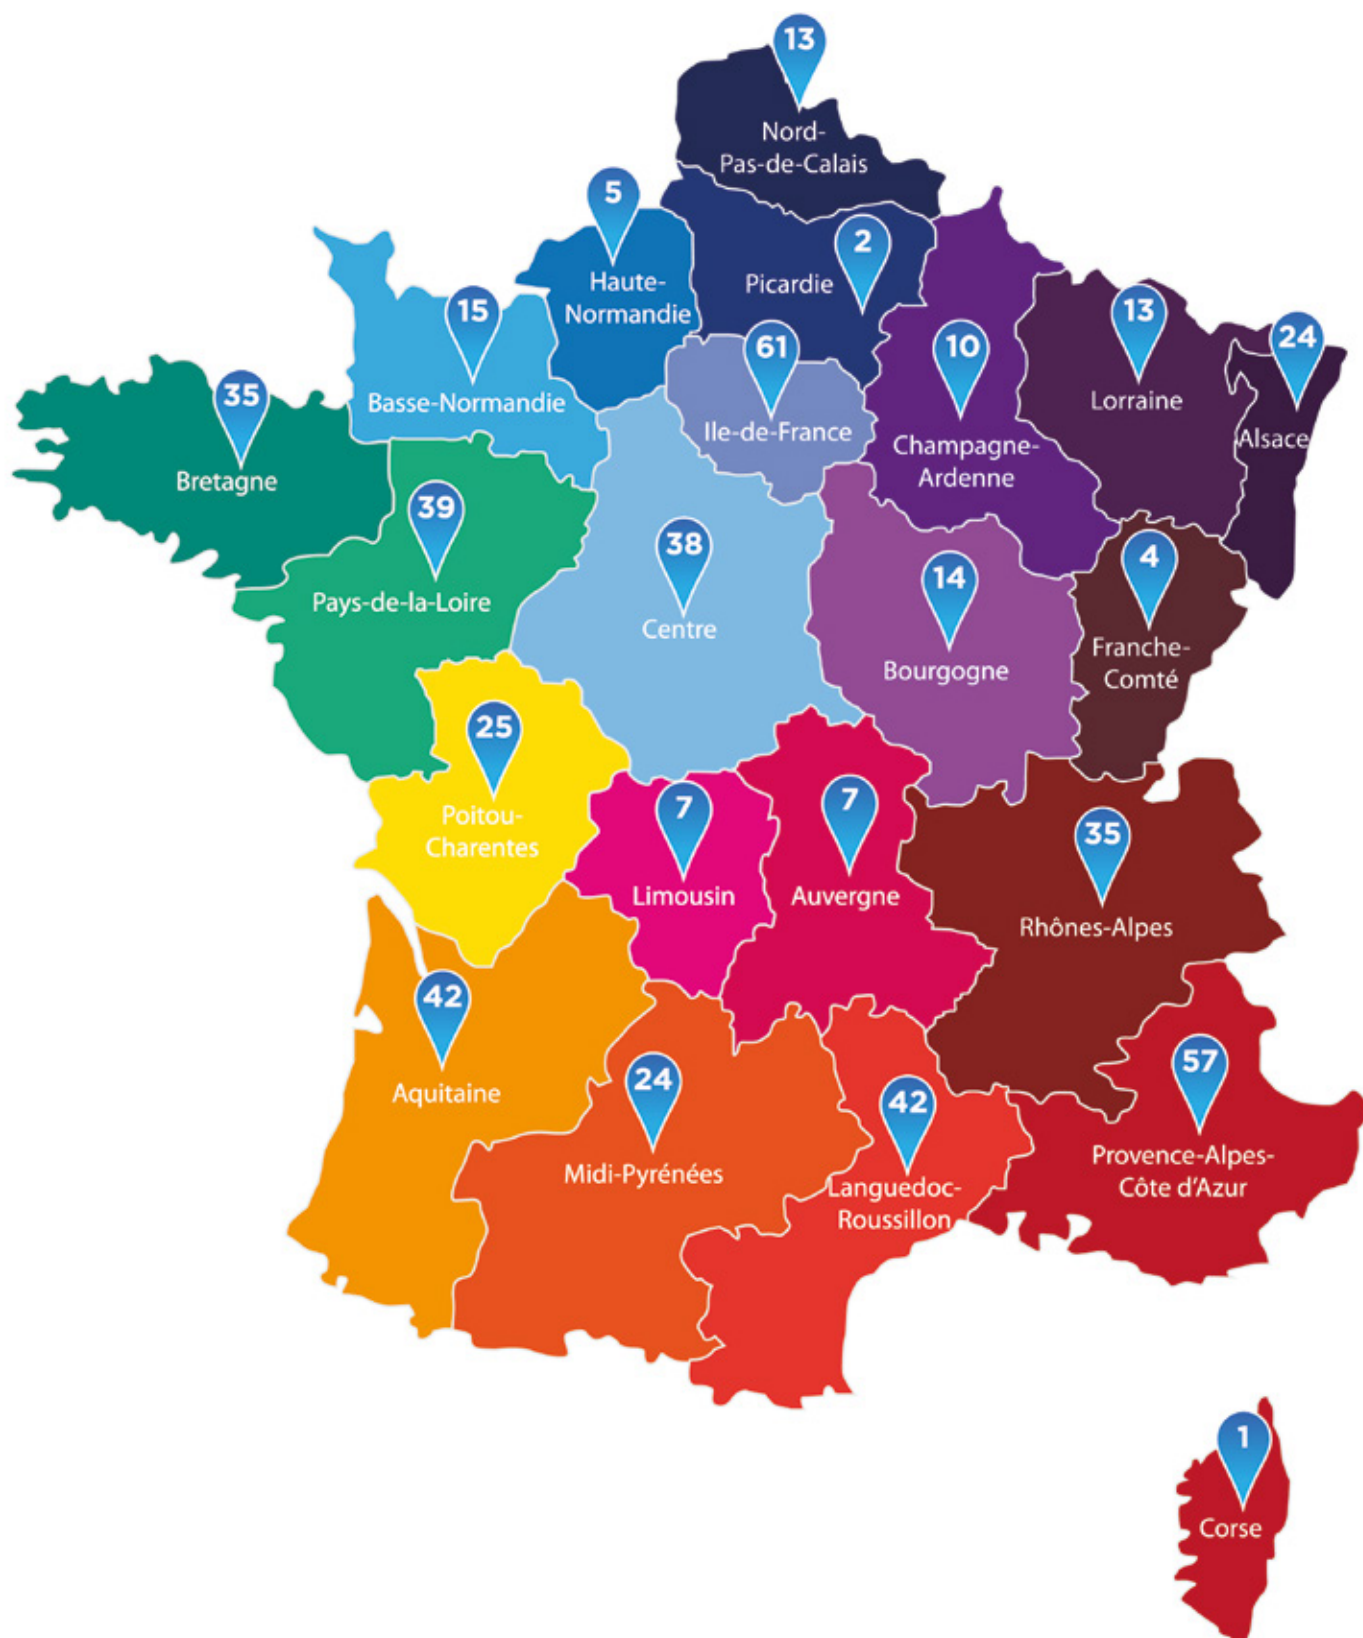 13
Nord-
Pas-de-Calais
5
Haute-
Normandie
2
Picardie
15
Basse-Normandie
61
Ile-de-France
10
Champagne-
Ardenne
13
Lorraine
24
Alsace
35
Bretagne
39
Pays-de-la-Loire
38
Centre
14
Bourgogne
4
Franche-
Comté
25
Poitou-
Charentes
7
Limousin
7
Auvergne
35
Rhônes-Alpes
42
Aquitaine
24
Midi-Pyrénées
42
Languedoc-
Roussillon
57
Provence-Alpes-
Côte d'Azur
1
Corse